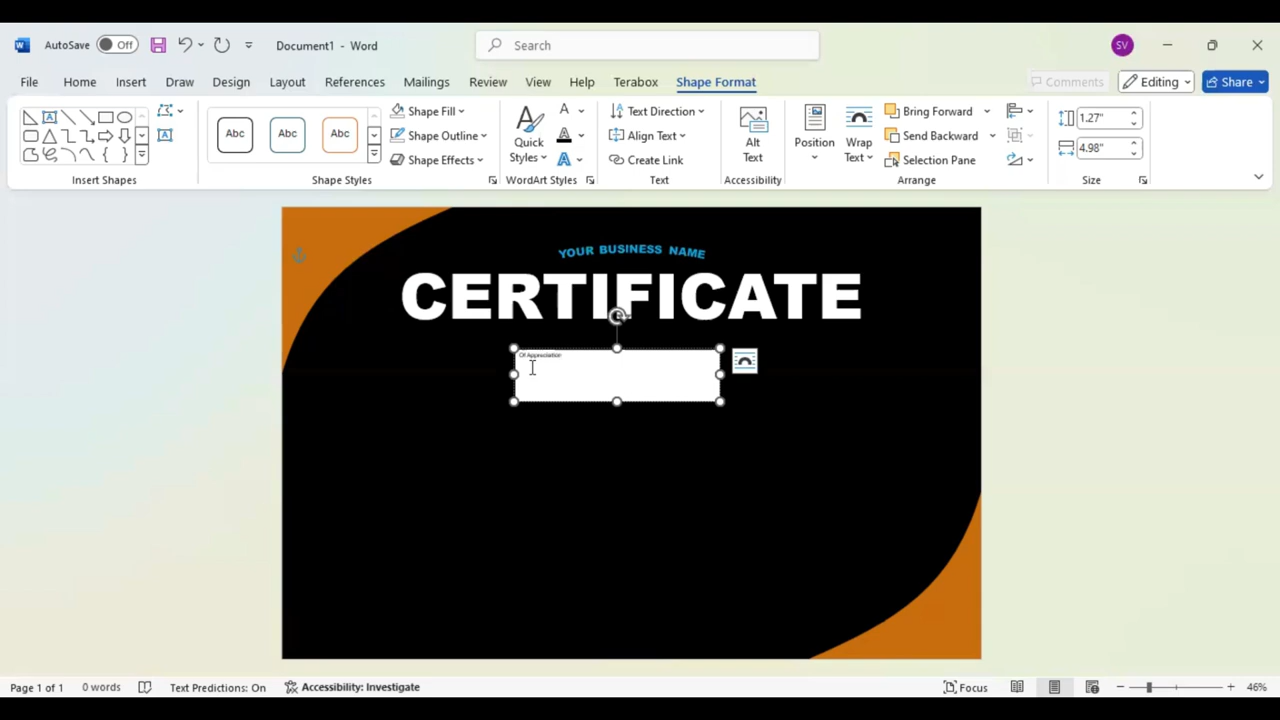 AutoSave Off Document1 - Word Search SV
File Home Insert Draw Design Layout References Mailings Review View Help Terabox Shape Format Comments Editing Share
Abc Abc Abc Shape Fill A Text Direction Bring Forward 1.27"
Shape Outline A Quick Styles Align Text Alt Text Position Wrap Text Send Backward 4.98"
Shape Effects A Create Link Selection Pane
Insert Shapes Shape Styles WordArt Styles Text Accessibility Arrange Size
YOUR BUSINESS NAME
CERTIFICATE
Of Appreciation
Page 1 of 1 0 words Text Predictions: On Accessibility: Investigate Focus 46%